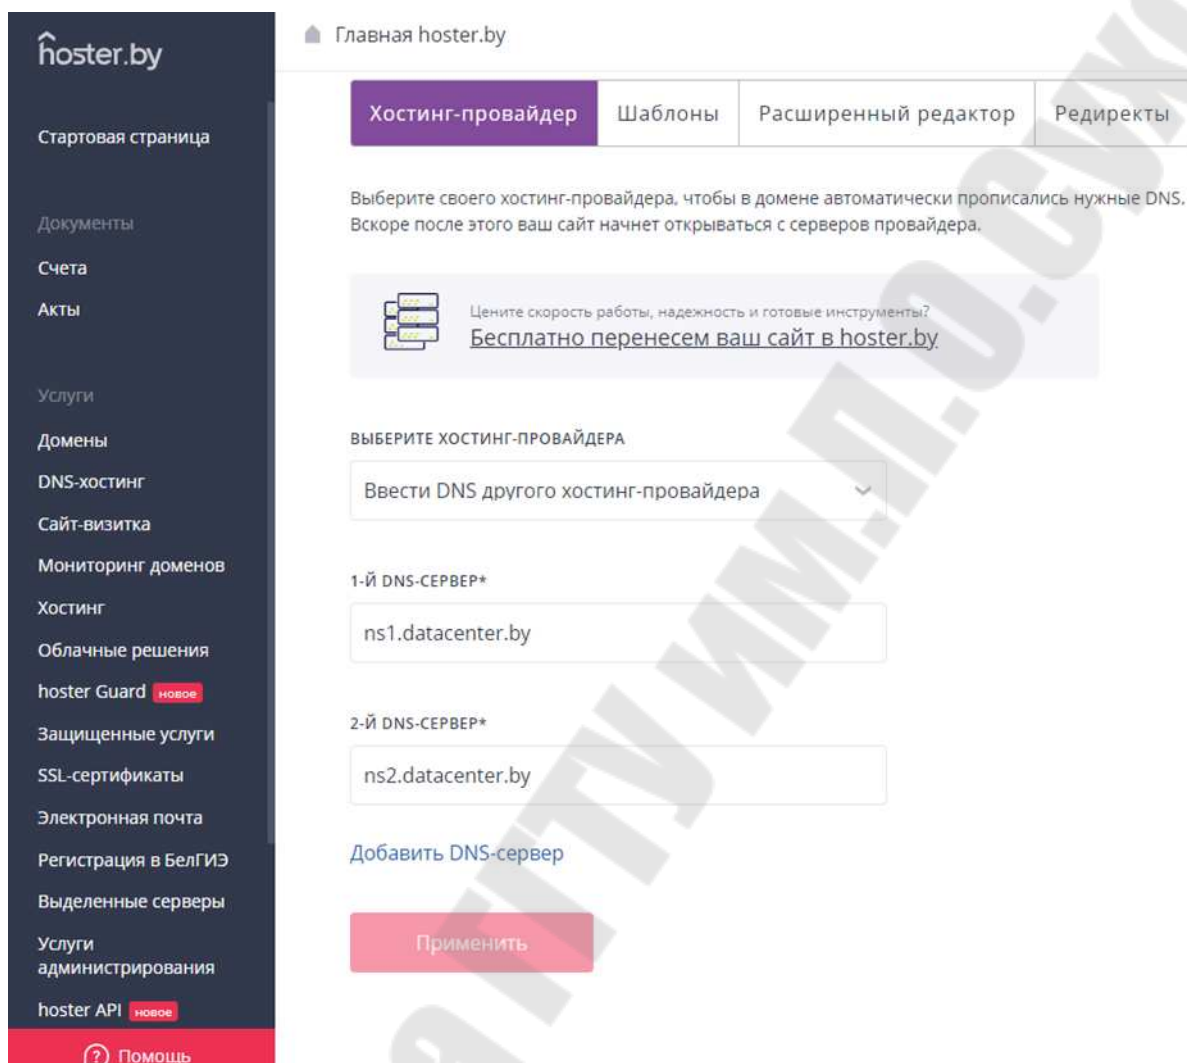 hoster.by
Стартовая страница
Документы
Счета
Акты
Услуги
Домены
DNS-хостинг
Сайт-визитка
Мониторинг доменов
Хостинг
Облачные решения
hoster Guard новое
Защищенные услуги
SSL-сертификаты
Электронная почта
Регистрация в БелГИЭ
Выделенные серверы
Услуги
администрирования
hoster API новое
Помощь
Главная hoster.by
Хостинг-провайдер Шаблоны Расширенный редактор Редиректы
Выберите своего хостинг-провайдера, чтобы в домене автоматически прописались нужные DNS.
Вскоре после этого ваш сайт начнет открываться с серверов провайдера.
Цените скорость работы, надежность и готовые инструменты?
Бесплатно перенесем ваш сайт в hoster.by
ВЫБЕРИТЕ ХОСТИНГ-ПРОВАЙДЕРА
Ввести DNS другого хостинг-провайдера
1-Й DNS-СЕРВЕР*
ns1.datacenter.by
2-Й DNS-СЕРВЕР*
ns2.datacenter.by
Добавить DNS-сервер
Применить
ГГТУ ИМ.П.О.СУХО